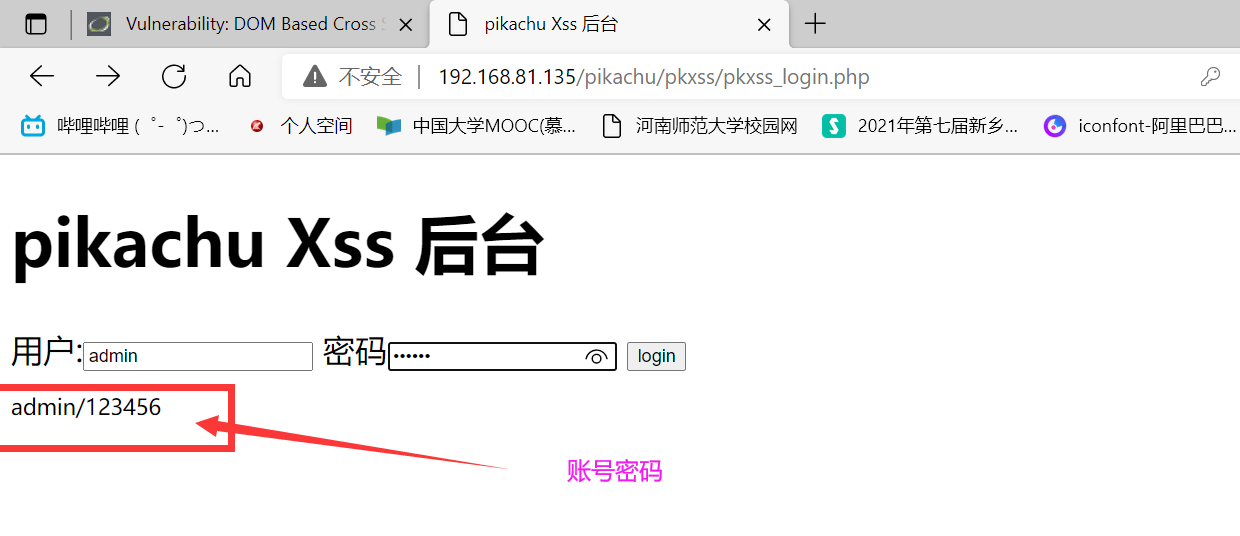 Vulnerability: DOM Based Cross S
pikachu Xss 后台
不安全 192.168.81.135/pikachu/pkxss/pkxss_login.php
哔哩哔哩 ( ゜- ゜)つ... 个人空间 中国大学MOOC(慕... 河南师范大学校园网 2021年第七届新乡... iconfont-阿里巴巴...
pikachu Xss 后台
用户:admin 密码•••••• login
admin/123456
账号密码